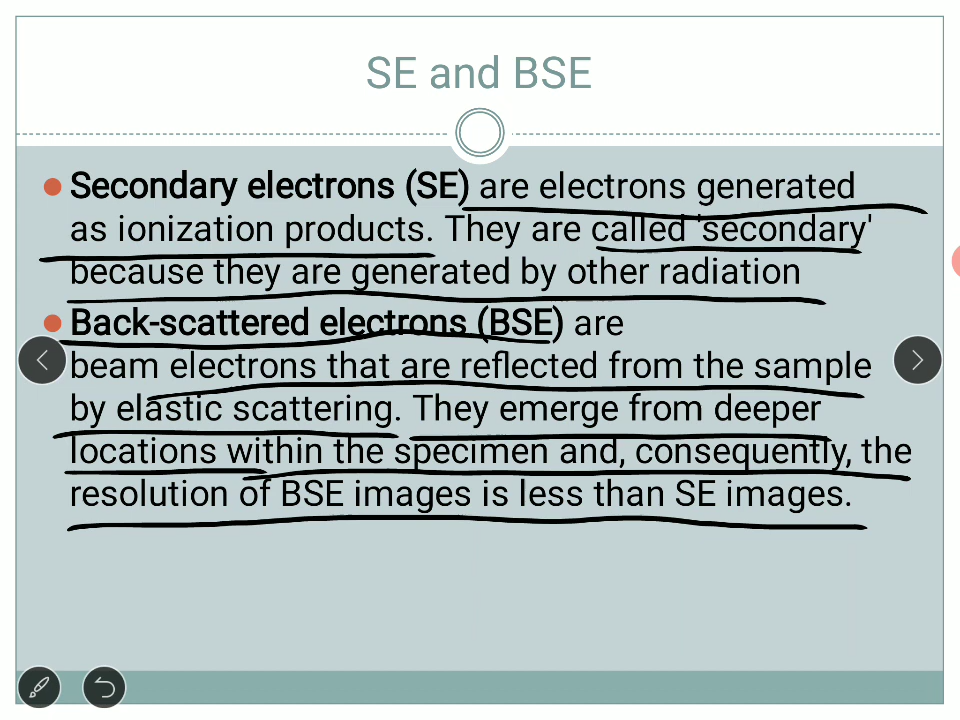 SE and BSE
Secondary electrons (SE) are electrons generated
as ionization products. They are called 'secondary'
because they are generated by other radiation
Back-scattered electrons (BSE) are
beam electrons that are reflected from the sample
by elastic scattering. They emerge from deeper
locations within the specimen and, consequently, the
resolution of BSE images is less than SE images.